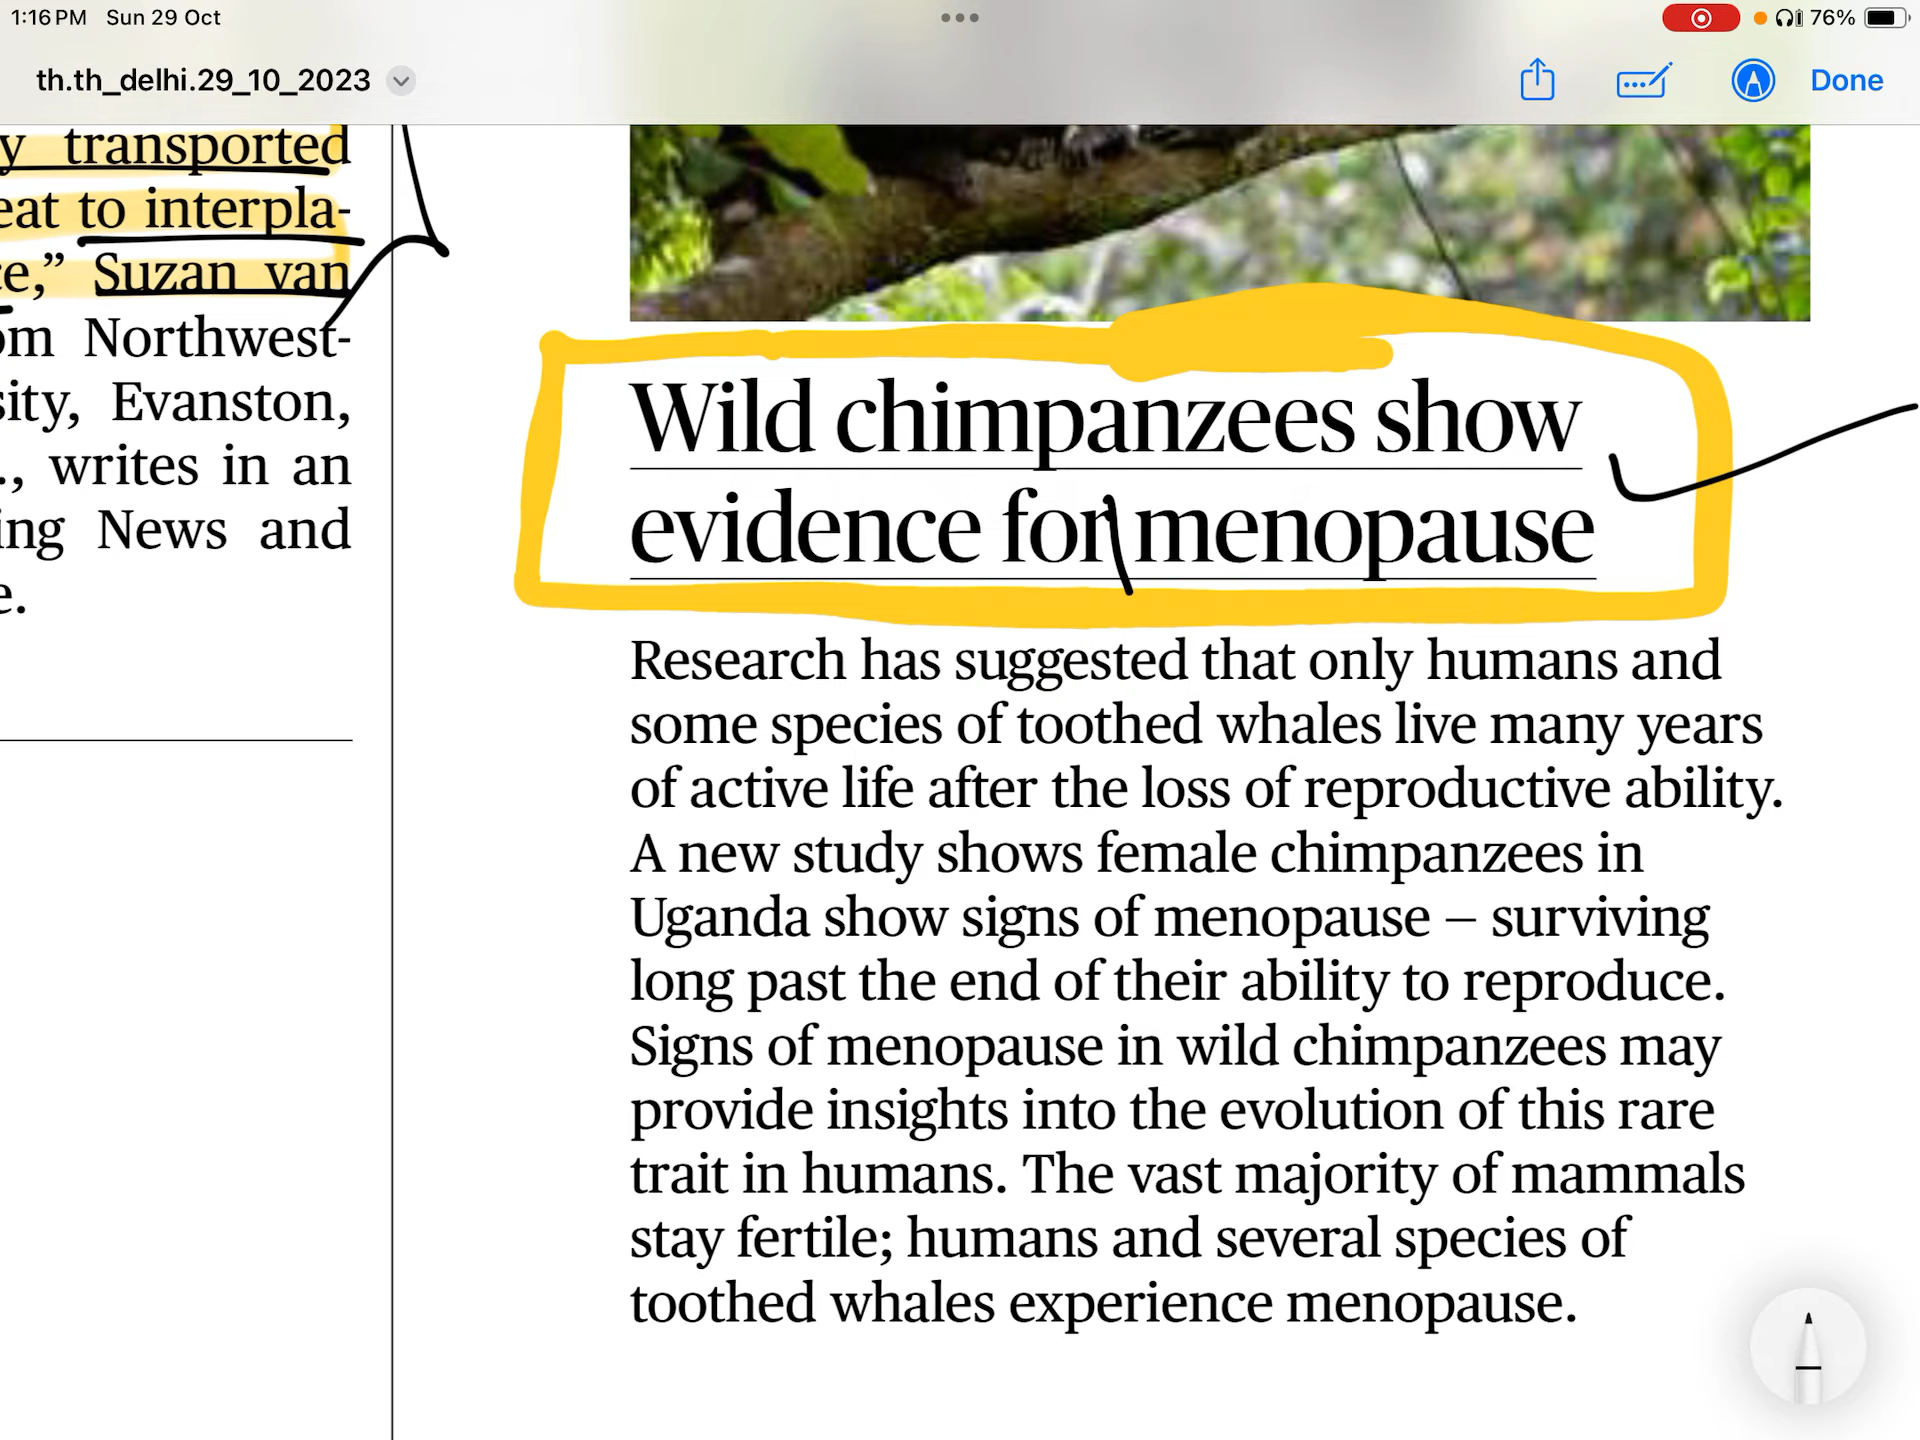 1:16 PM Sun 29 Oct
76%
th.th_delhi.29_10_2023
Done
y transported
eat to interpla-
ce,” Suzan van
om Northwest-
sity, Evanston,
., writes in an
ing News and
e.
Wild chimpanzees show
evidence for menopause
Research has suggested that only humans and
some species of toothed whales live many years
of active life after the loss of reproductive ability.
A new study shows female chimpanzees in
Uganda show signs of menopause — surviving
long past the end of their ability to reproduce.
Signs of menopause in wild chimpanzees may
provide insights into the evolution of this rare
trait in humans. The vast majority of mammals
stay fertile; humans and several species of
toothed whales experience menopause.